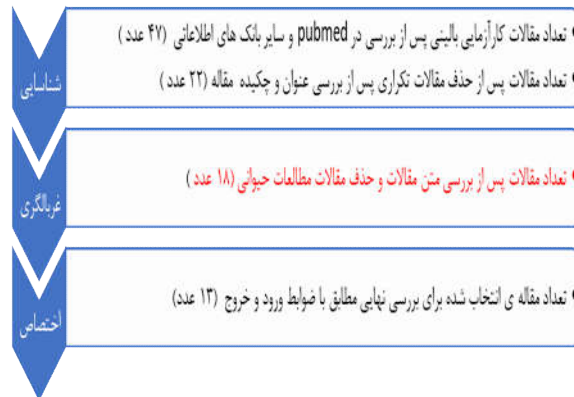 شناسایی
• تعداد مقالات کارآزمایی بالینی پس از بررسی در pubmed و سایر بانک های اطلاعاتی (۴۷ عدد )
• تعداد مقالات پس از حذف مقالات تکراری پس از بررسی عنوان و چکیده مقاله (۲۲ عدد )
غربالگری
• تعداد مقالات پس از بررسی متن مقالات و حذف مقالات مطالعات حیوانی (۱۸ عدد )
اختصاص
• تعداد مقاله ی انتخاب شده برای بررسی نهایی مطابق با ضوابط ورود و خروج (۱۳ عدد)